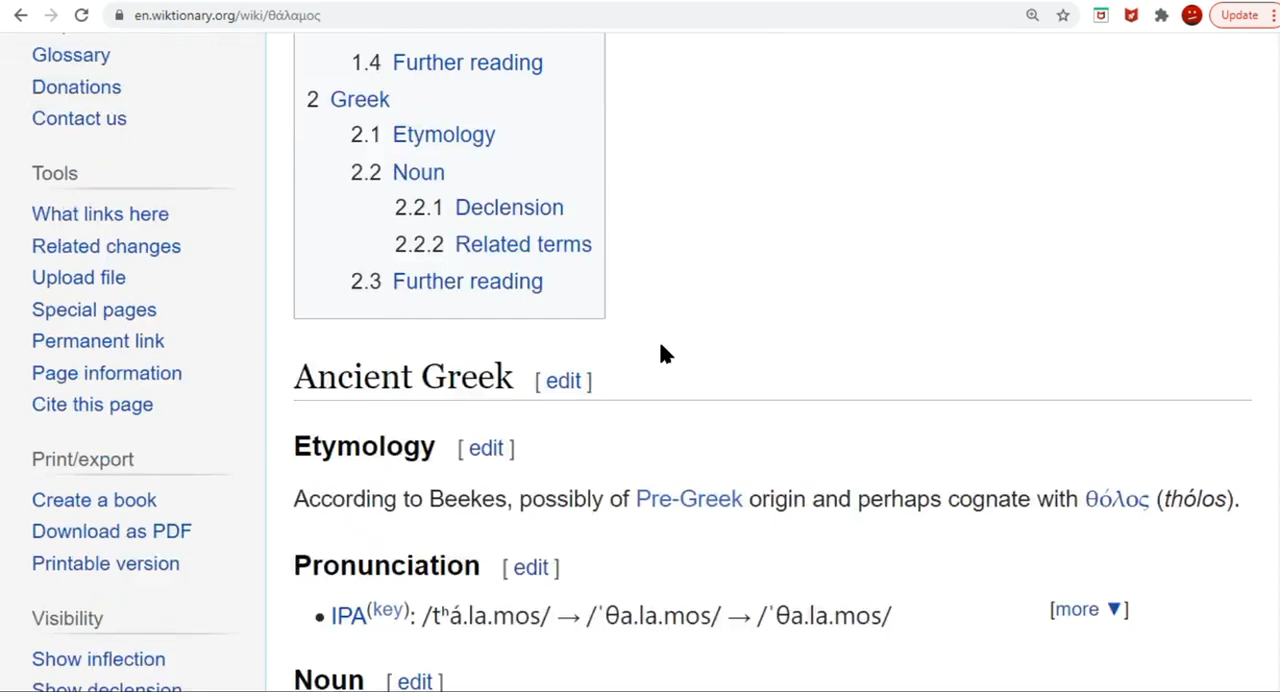 en.wiktionary.org/wiki/θάλαμος
Update
Glossary
Donations
Contact us
Tools
What links here
Related changes
Upload file
Special pages
Permanent link
Page information
Cite this page
Print/export
Create a book
Download as PDF
Printable version
Visibility
Show inflection
Show declension
1.4 Further reading
2 Greek
2.1 Etymology
2.2 Noun
2.2.1 Declension
2.2.2 Related terms
2.3 Further reading
Ancient Greek [ edit ]
Etymology [ edit ]
According to Beekes, possibly of Pre-Greek origin and perhaps cognate with θόλος (thólos).
Pronunciation [ edit ]
• IPA(key): /tʰá.la.mos/ → /ˈθa.la.mos/ → /ˈθa.la.mos/ [more ▼]
Noun [ edit ]